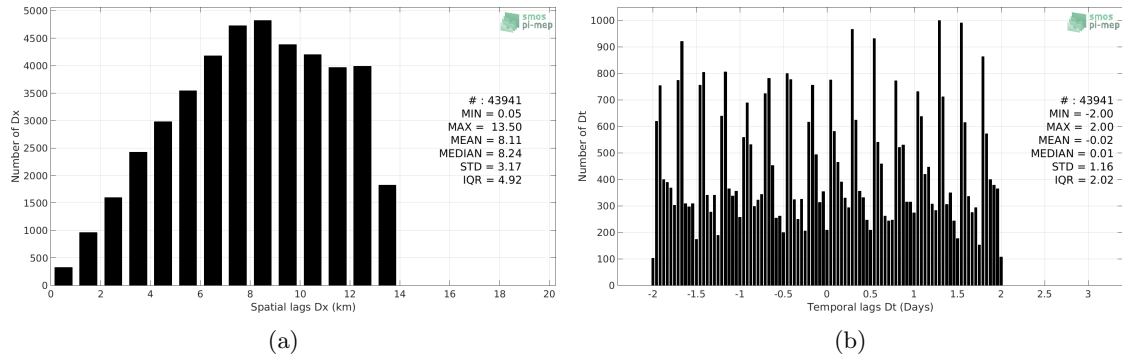 5000
4500
4000
3500
3000
2500
2000
1500
1000
500
0
Number of Dx
0 2 4 6 8 10 12 14 16 18 20
Spatial lags Dx (km)
smos
pi-mep
# : 43941
MIN = 0.05
MAX = 13.50
MEAN = 8.11
MEDIAN = 8.24
STD = 3.17
IQR = 4.92
(a)
1000
900
800
700
600
500
400
300
200
100
0
Number of Dt
-2 -1.5 -1 -0.5 0 0.5 1 1.5 2 2.5 3
Temporal lags Dt (Days)
smos
pi-mep
# : 43941
MIN = -2.00
MAX = 2.00
MEAN = -0.02
MEDIAN = 0.01
STD = 1.16
IQR = 2.02
(b)